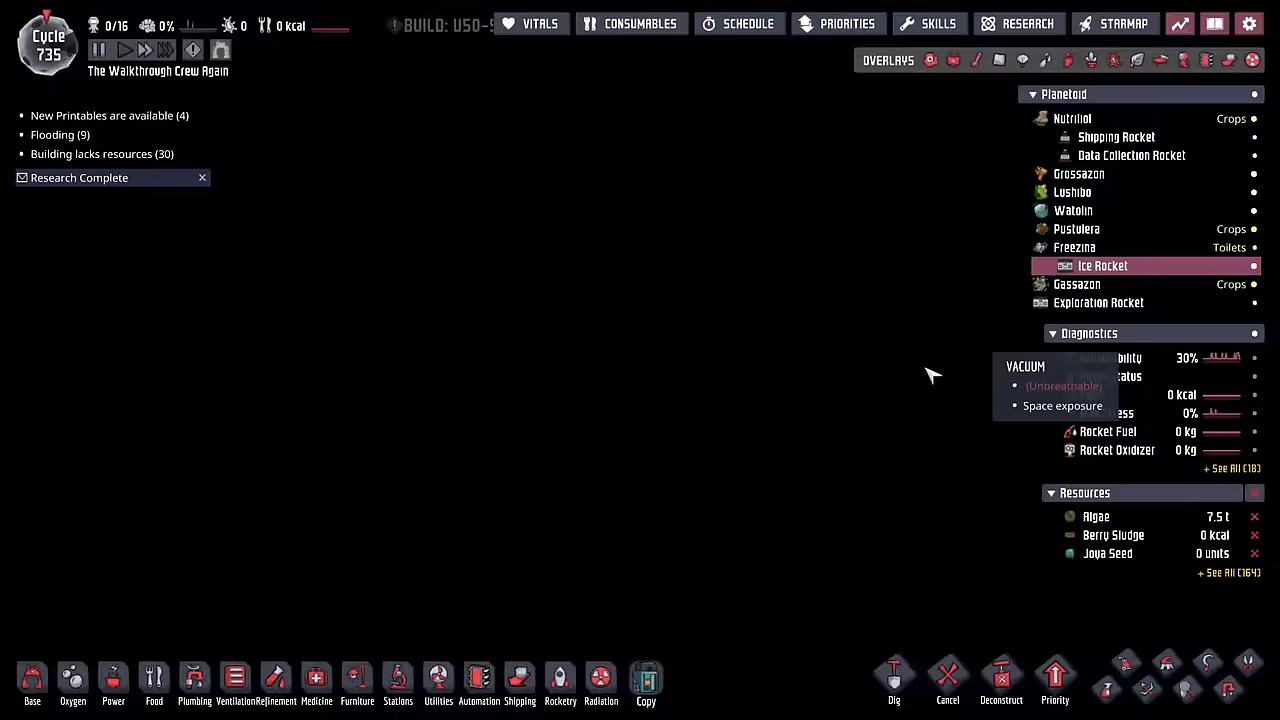 Cycle
735
0/16
0%
0
0 kcal
BUILD: U50-
VITALS
CONSUMABLES
SCHEDULE
PRIORITIES
SKILLS
RESEARCH
STARMAP
The Walkthrough Crew Again
OVERLAYS
New Printables are available (4)
Flooding (9)
Building lacks resources (30)
Research Complete
Planetoid
Nutriliol Crops
Shipping Rocket
Data Collection Rocket
Grossazon
Lushibo
Watolin
Pustulera Crops
Freezina Toilets
Ice Rocket
Gassazon Crops
Exploration Rocket
Diagnostics
30%
0 kcal
0%
Rocket Fuel 0 kg
Rocket Oxidizer 0 kg
+ See All (18)
VACUUM
(Unbreathable)
Space exposure
Resources
Algae 7.5 t
Berry Sludge 0 kcal
Joya Seed 0 units
+ See All (164)
Base
Oxygen
Power
Food
Plumbing
Ventilation
Refinement
Medicine
Furniture
Stations
Utilities
Automation
Shipping
Rocketry
Radiation
Copy
Dig
Cancel
Deconstruct
Priority